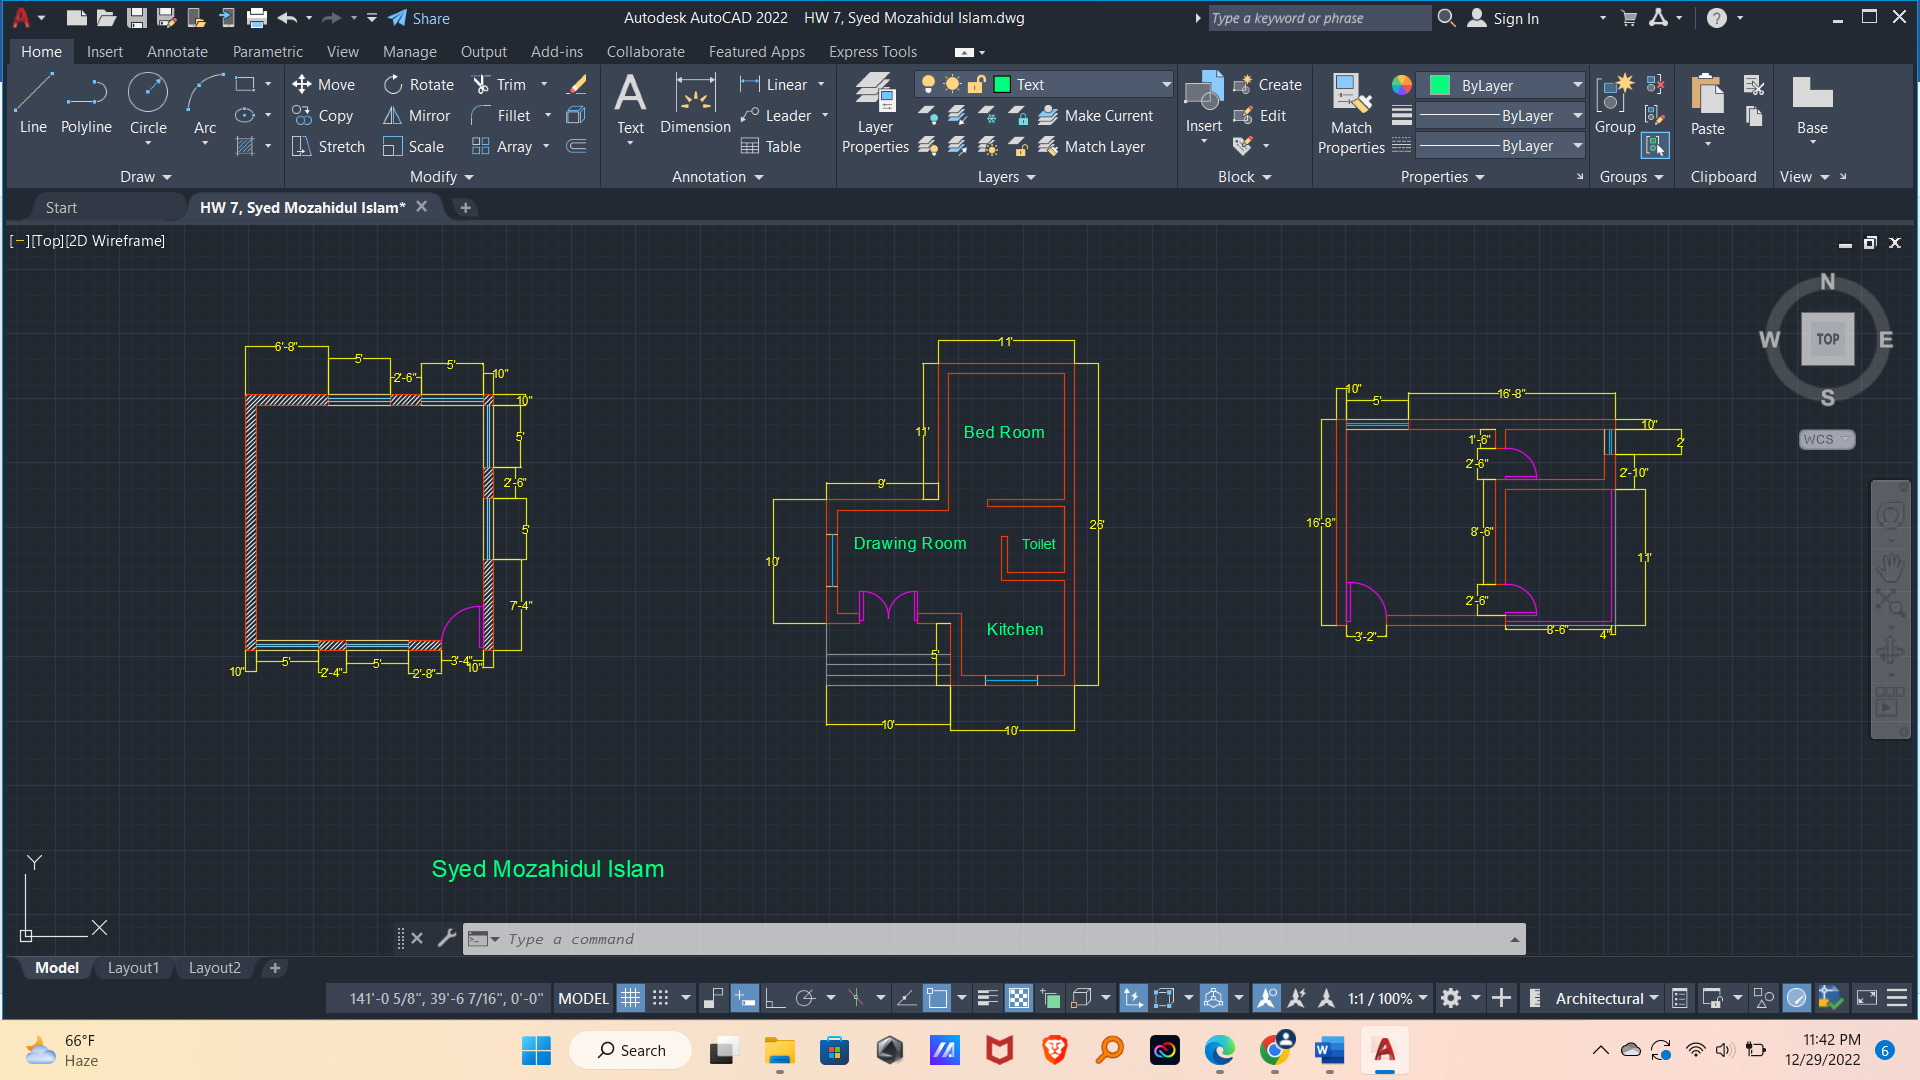 Share
Autodesk AutoCAD 2022 HW 7, Syed Mozahidul Islam.dwg
Type a keyword or phrase
Sign In
Home Insert Annotate Parametric View Manage Output Add-ins Collaborate Featured Apps Express Tools
Line Polyline Circle Arc
Move Rotate Trim
Copy Mirror Fillet
Stretch Scale Array
Text Dimension
Linear
Leader
Table
Layer Properties
Text
Make Current
Match Layer
Insert
Create
Edit
Match Properties
ByLayer
ByLayer
ByLayer
Group
Paste
Base
Draw Modify Annotation Layers Block Properties Groups Clipboard View
Start HW 7, Syed Mozahidul Islam*
[−][Top][2D Wireframe]
N
W TOP E
S
WCS
6'-8"
5'
2'-6"
5'
10"
10"
5'
2'-6"
5'
7'-4"
10"
5'
2'-4"
5'
2'-8"
3'-4"
10"
11'
11'
Bed Room
9'
26'
Drawing Room
Toilet
10'
Kitchen
5'
10'
10'
10"
5'
16'-8"
10"
1'-6"
2'
2'-6"
2'-10"
16'-8"
8'-6"
11'
2'-6"
3'-2"
8'-6"
4"
Syed Mozahidul Islam
Y
X
Type a command
Model Layout1 Layout2
141'-0 5/8", 39'-6 7/16", 0'-0" MODEL 1:1 / 100% Architectural
66°F
Haze
Search
11:42 PM
12/29/2022
6